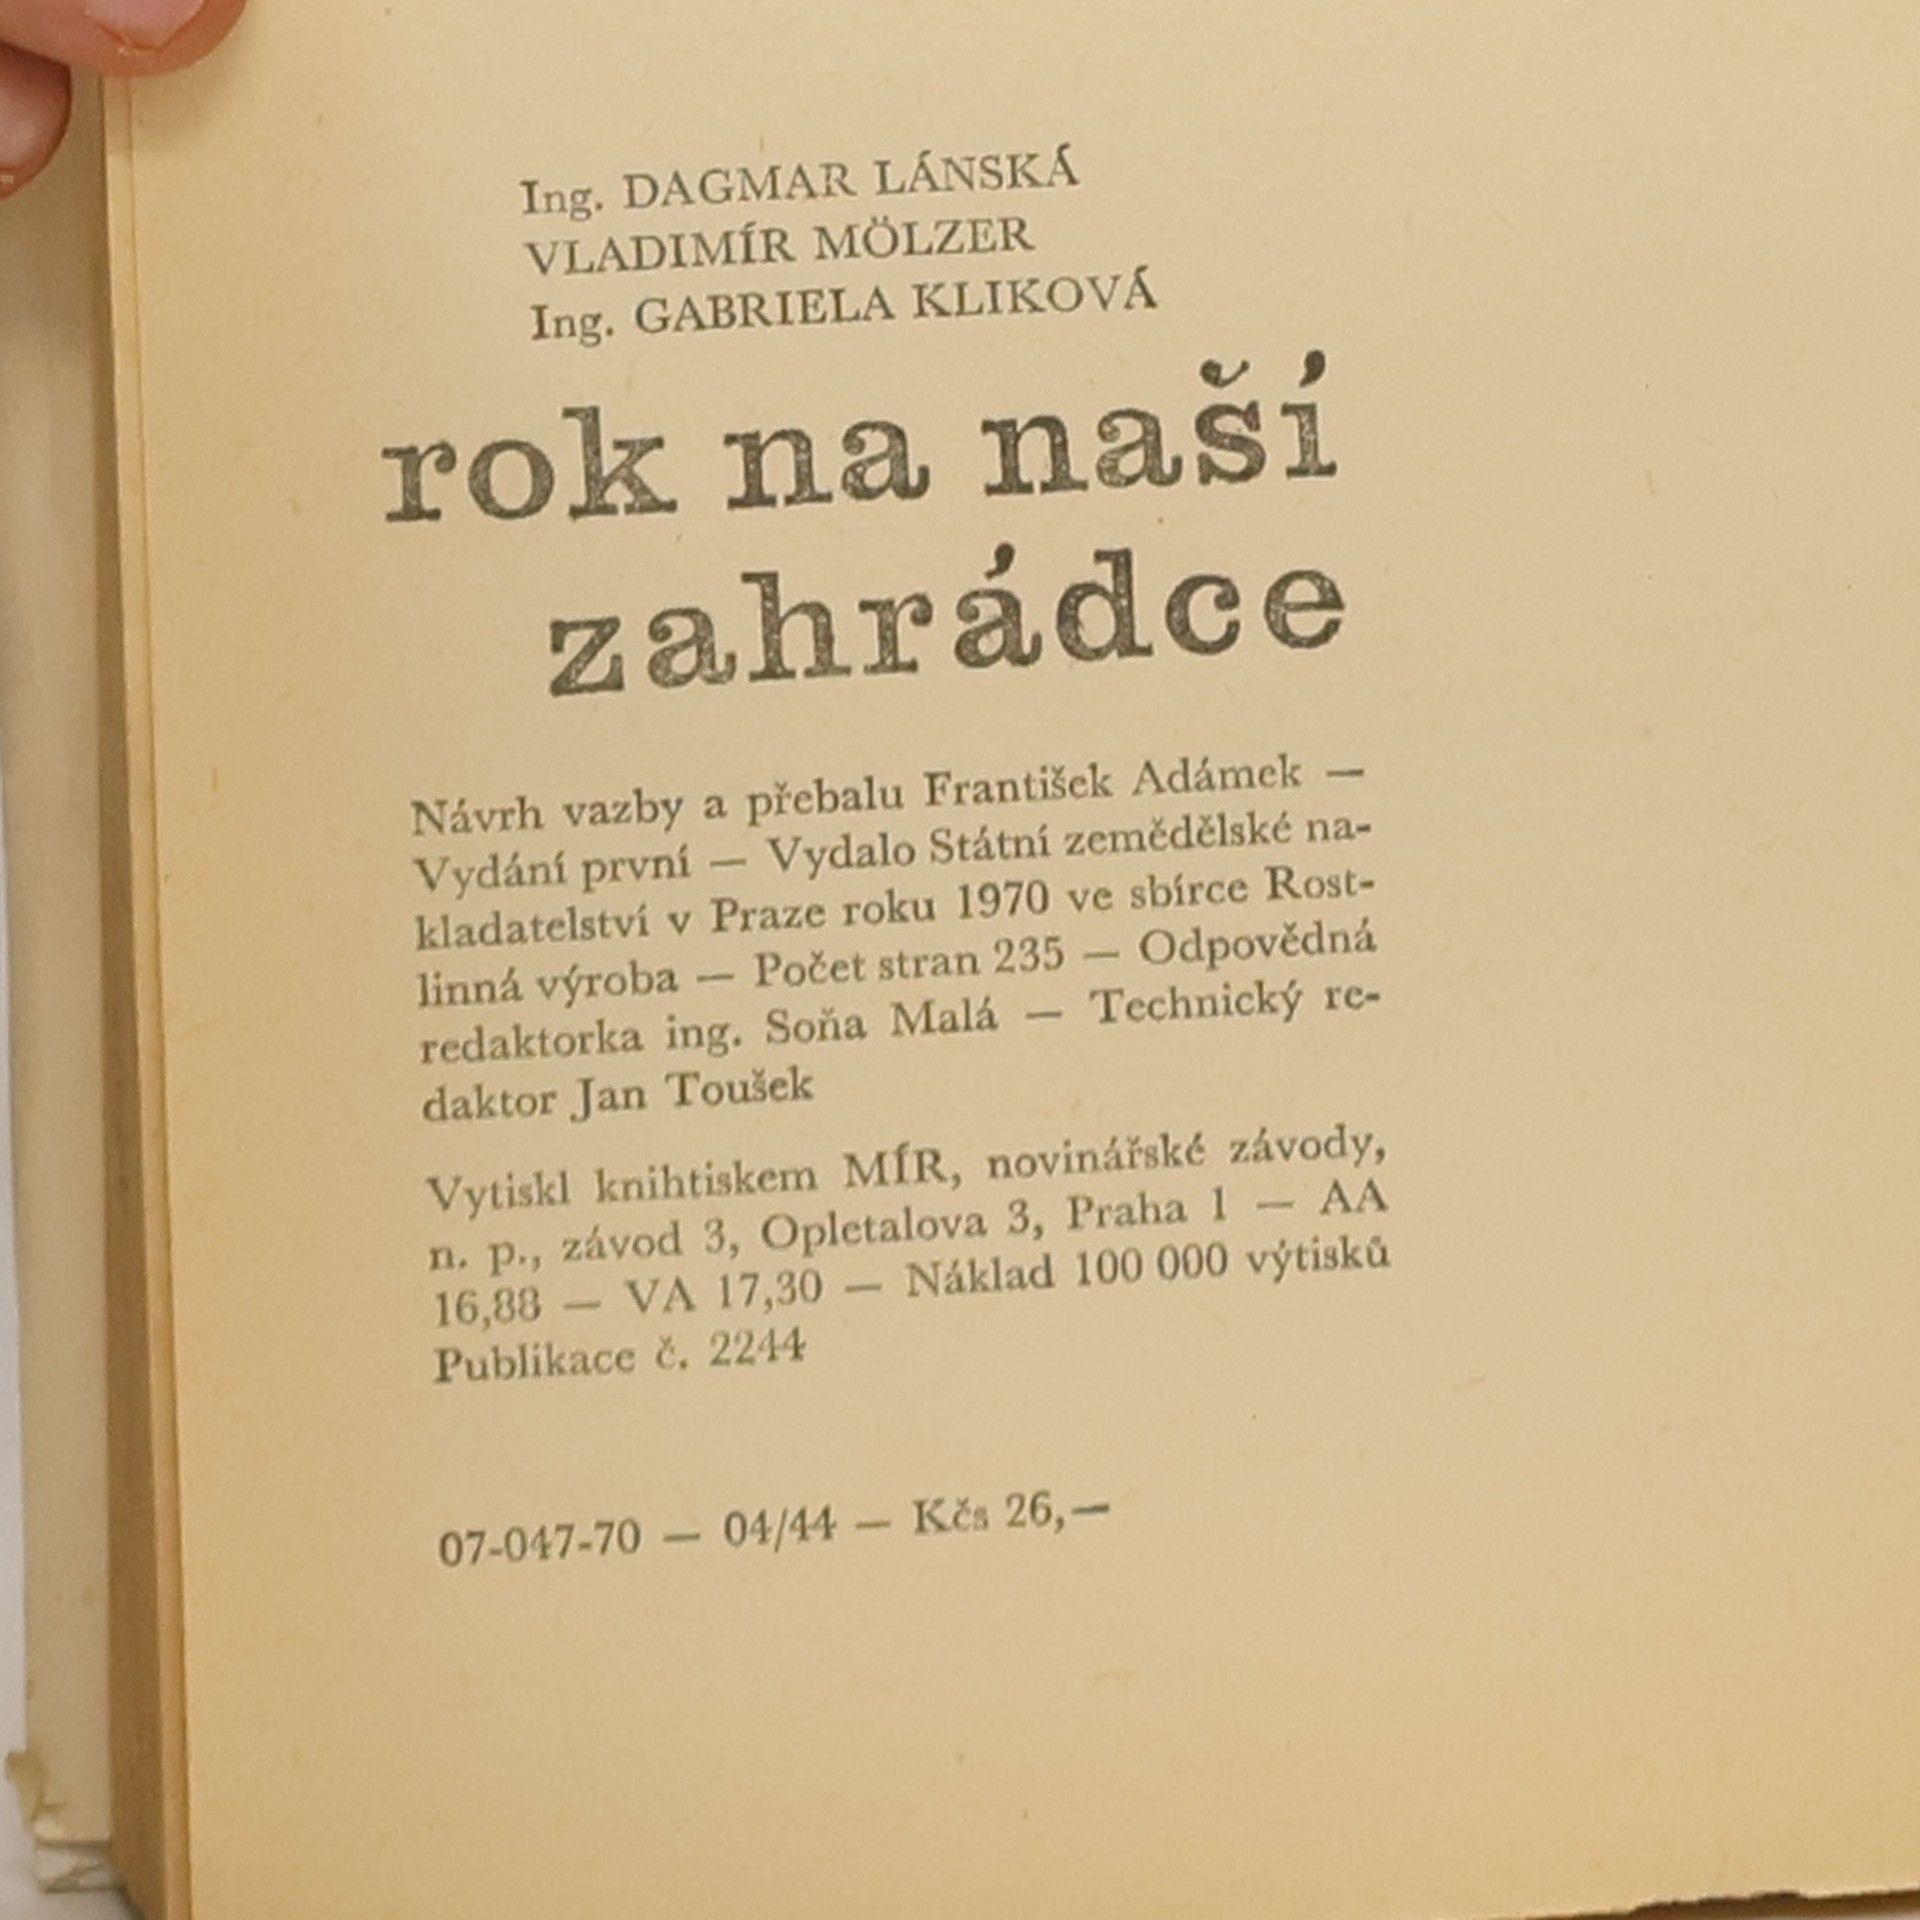 Ing. DAGMAR LÁNSKÁ
VLADIMÍR MÖLZER
Ing. GABRIELA KLIKOVÁ
rok na naší
zahrádce
Návrh vazby a přebalu František Adámek —
Vydání první — Vydalo Státní zemědělské na-
kladatelství v Praze roku 1970 ve sbírce Rost-
linná výroba — Počet stran 235 — Odpovědná
redaktorka ing. Soňa Malá — Technický re-
daktor Jan Toušek
Vytiskl knihtiskem MÍR, novinářské závody,
n. p., závod 3, Opletalova 3, Praha 1 — AA
16,88 — VA 17,30 — Náklad 100 000 výtisků
Publikace č. 2244
07-047-70 — 04/44 — Kčs 26,—